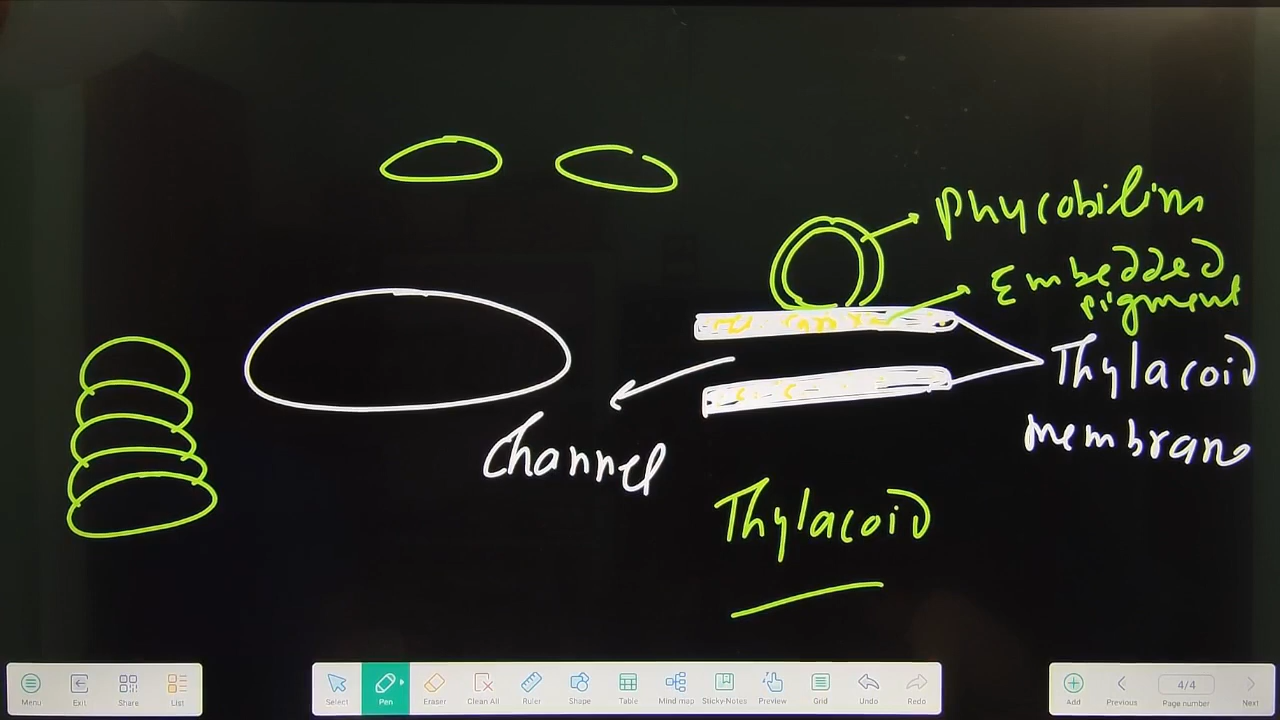 Phycobilins
Embedded
pigment
Thylacoid
membrane
Channel
Thylacoid
Menu
Exit
Share
List
Select
Pen
Eraser
Clean All
Ruler
Shape
Table
Mind map
Sticky-Notes
Preview
Grid
Undo
Redo
Add
Previous
4/4
Page number
Next